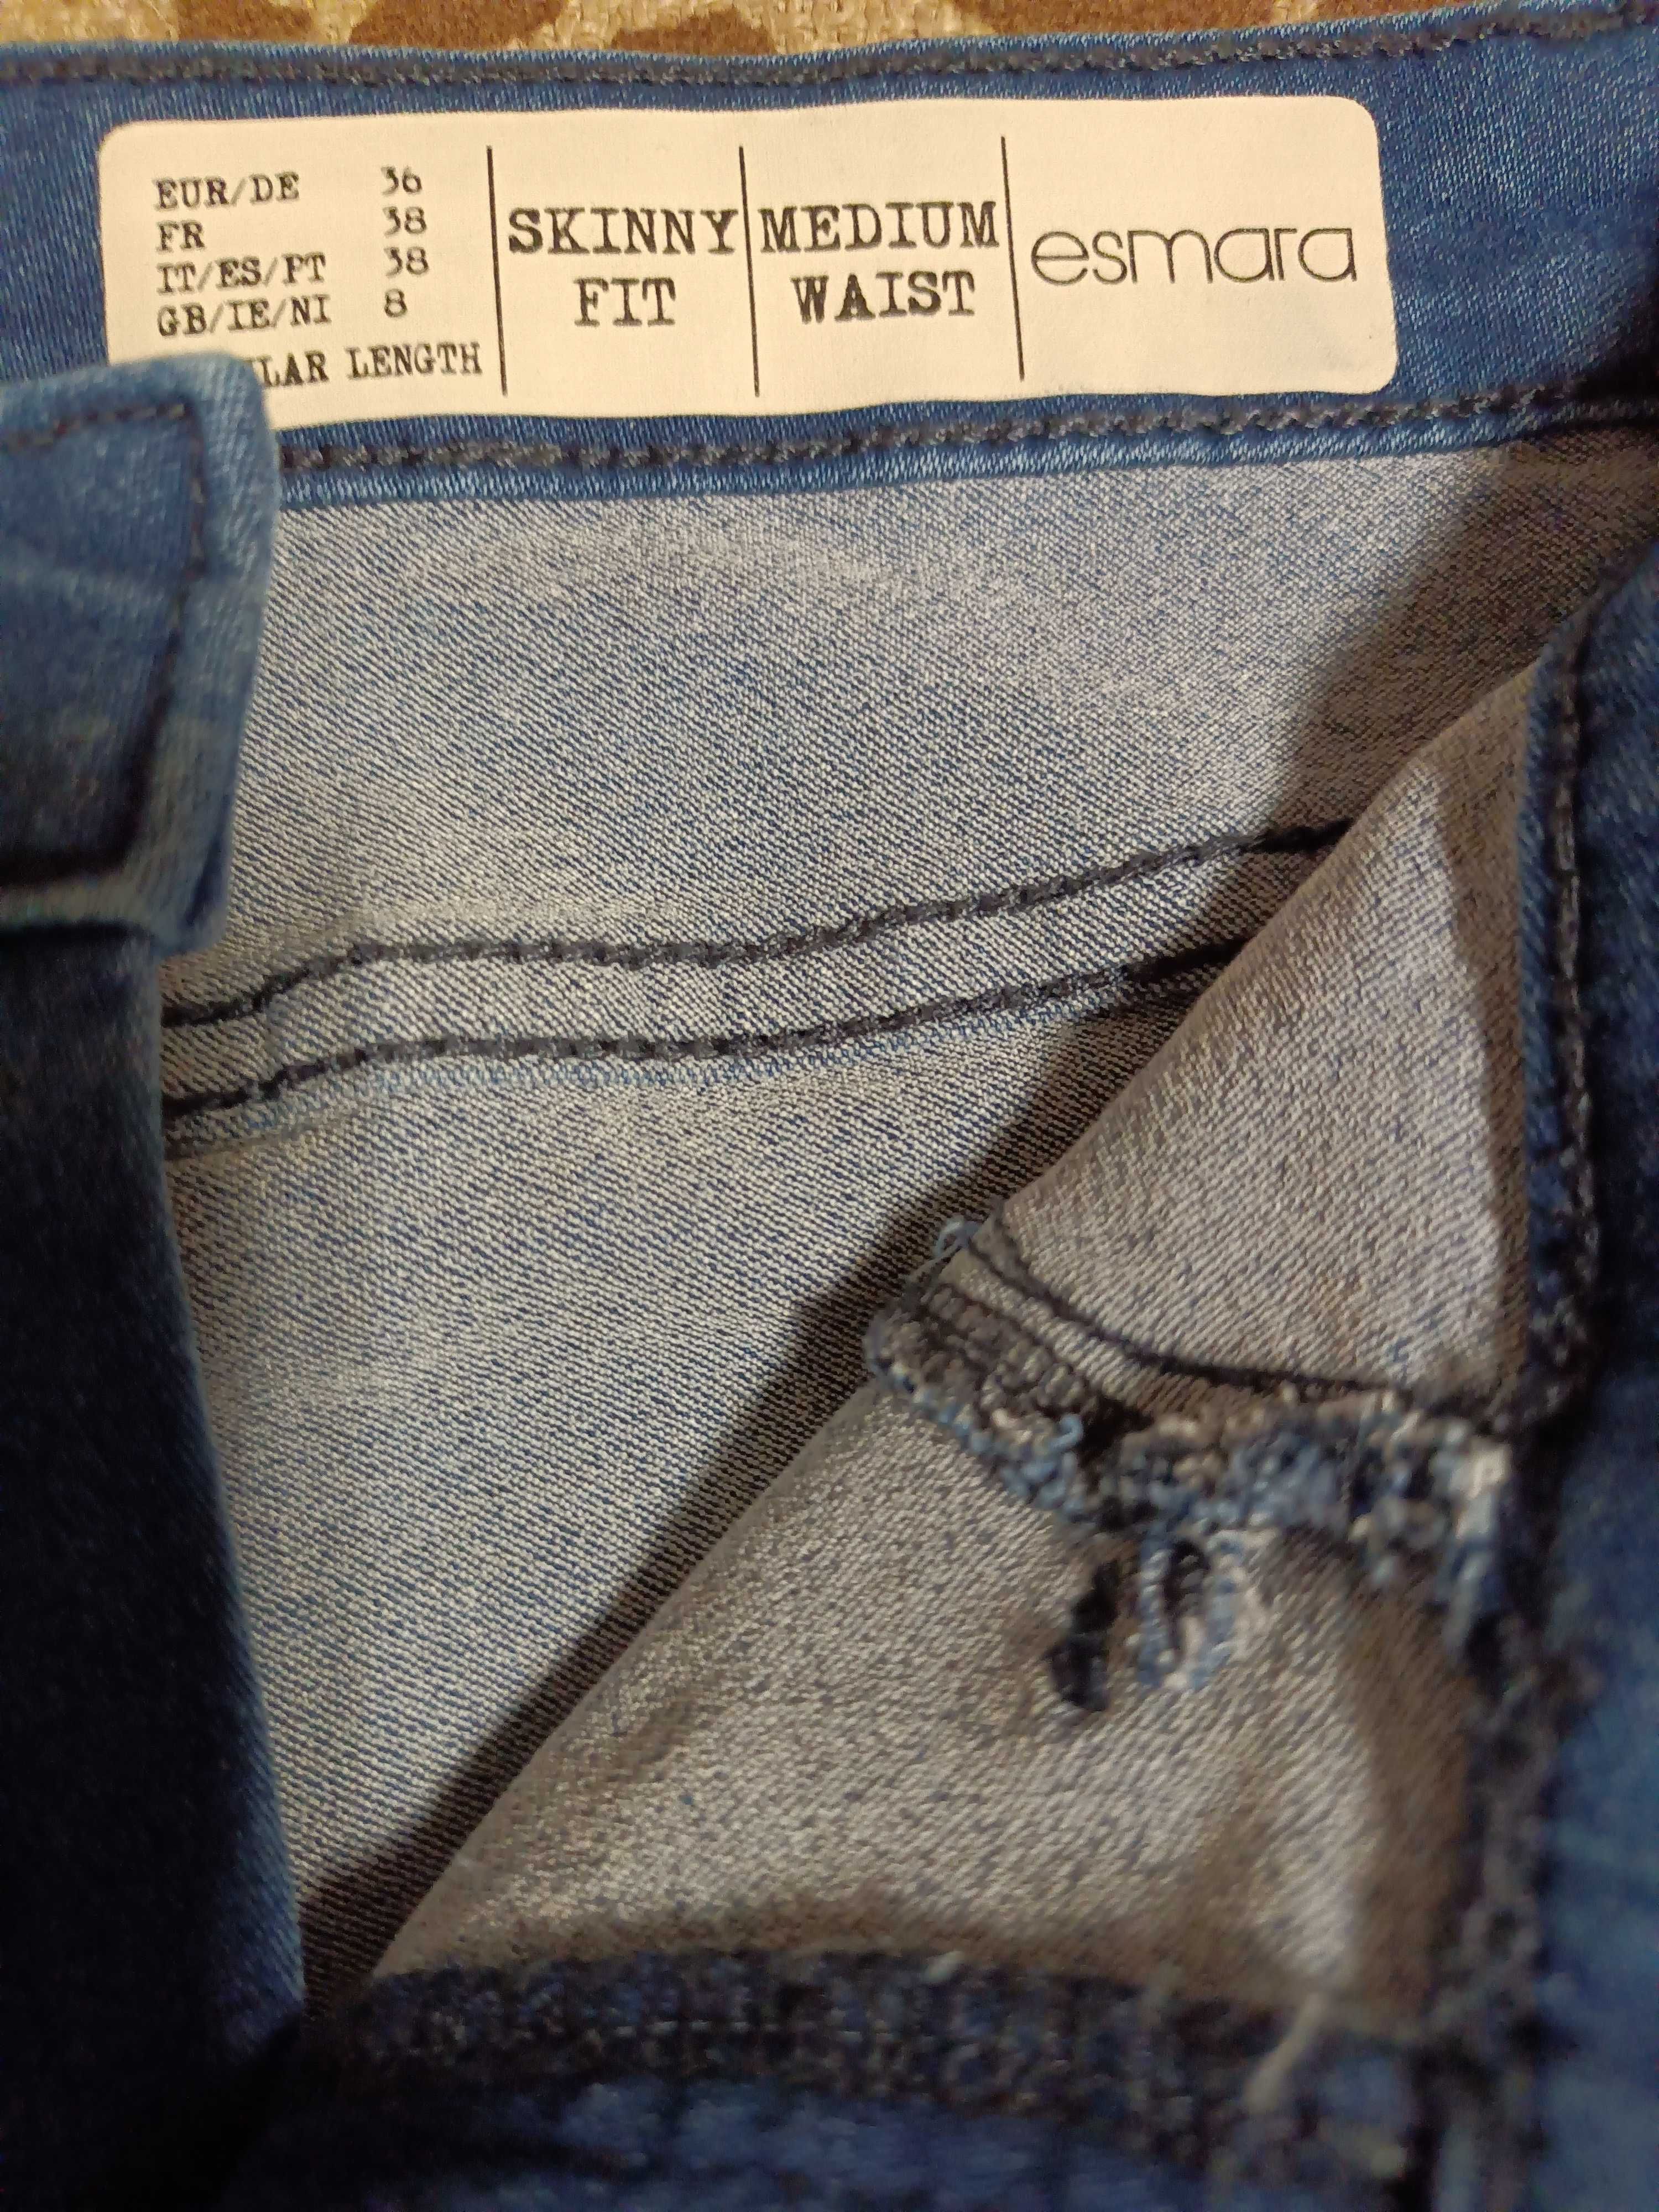 EUR/DE 36
FR 38
IT/ES/PT 38
GB/IE/NI 8
LAR LENGTH
SKINNY
FIT
MEDIUM
WAIST
esmara